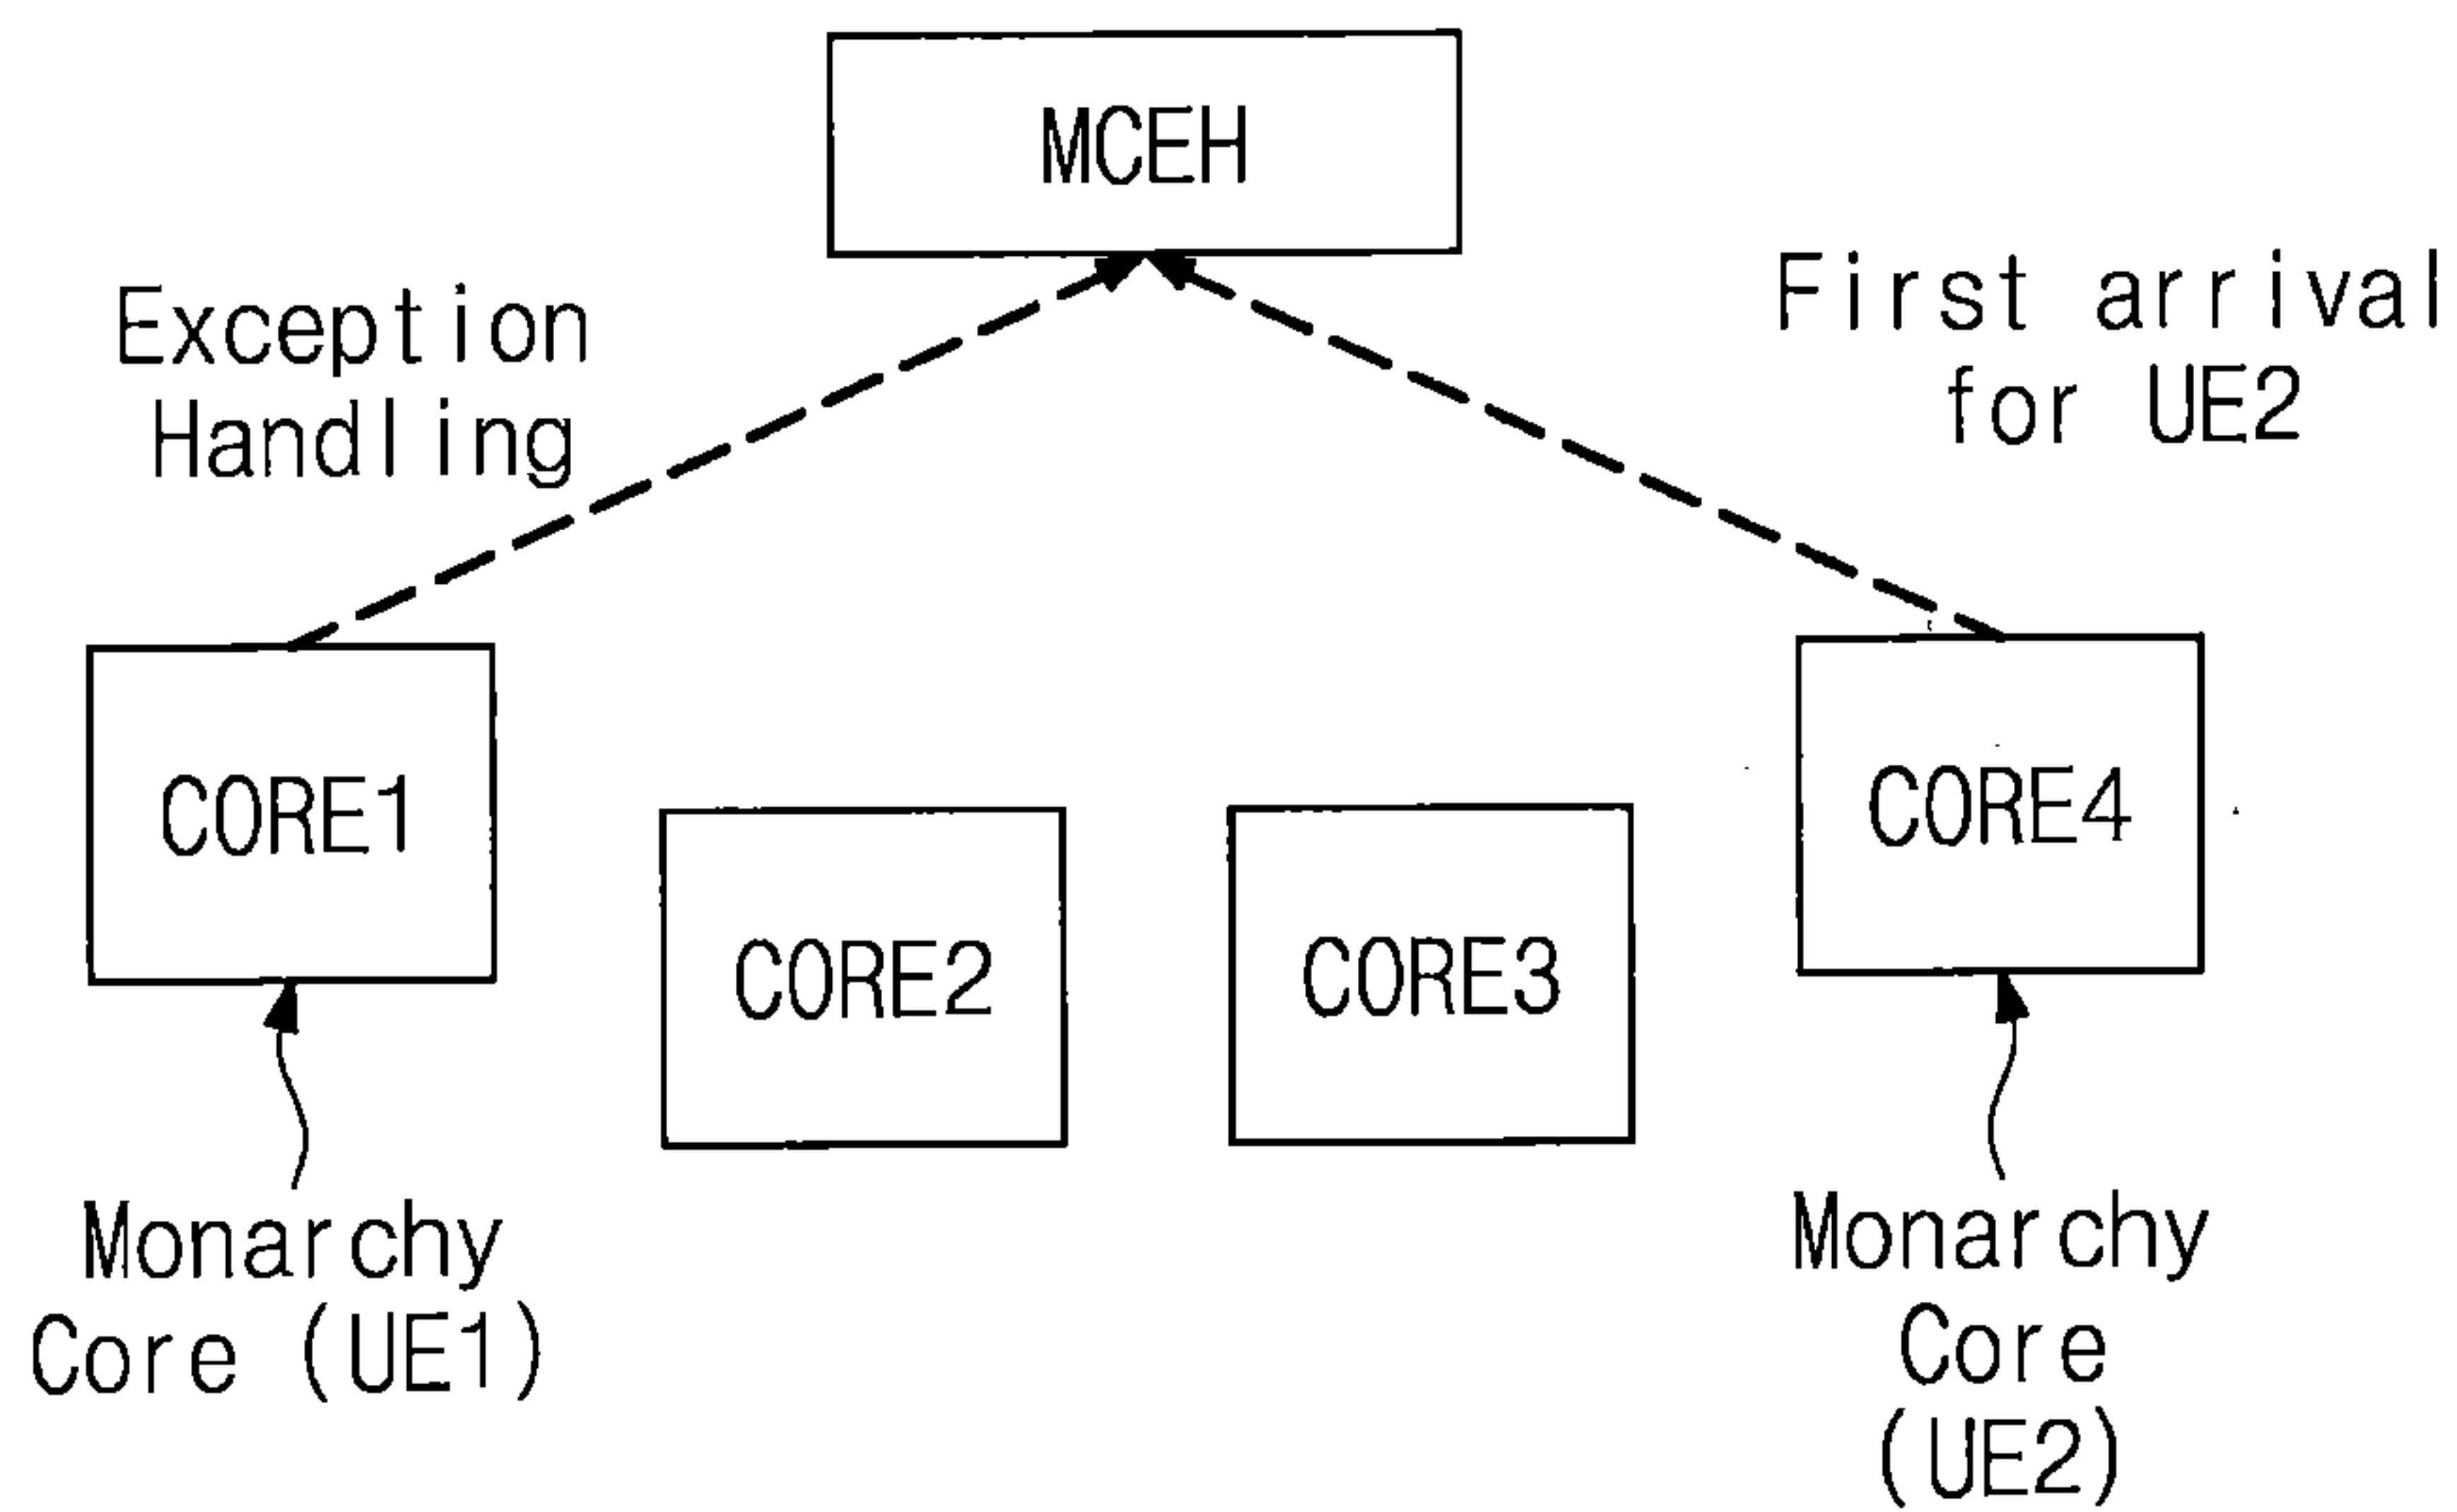 MCEH
Exception
Handling
First arrival
for UE2
CORE1
CORE2
CORE3
CORE4
Monarchy
Core (UE1)
Monarchy
Core
(UE2)